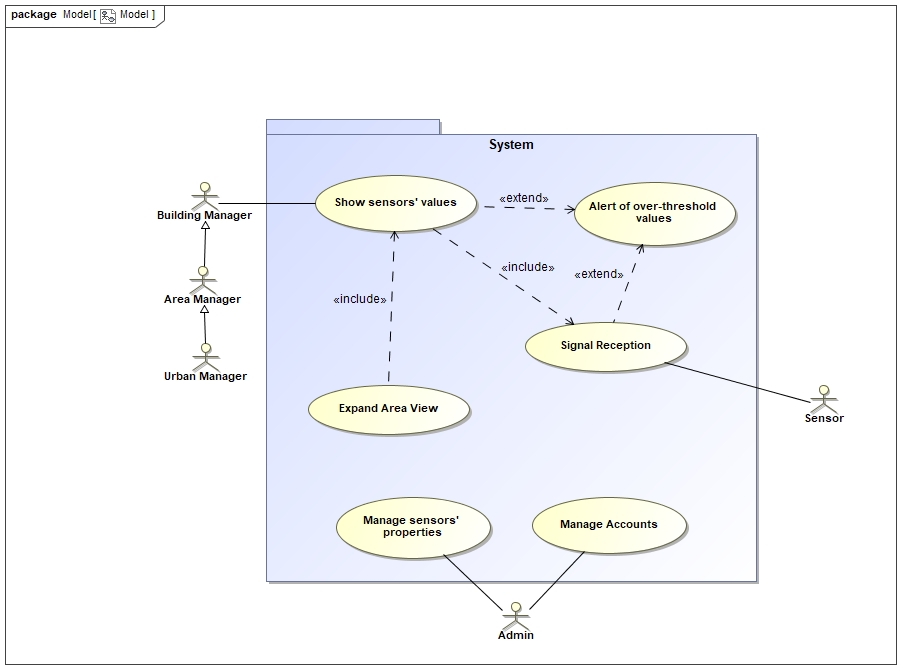 package Model [ Model ]
System
Building Manager
Show sensors' values
«extend»
Alert of over-threshold
values
Area Manager
«include»
«extend»
«include»
Signal Reception
Urban Manager
Expand Area View
Sensor
Manage sensors'
properties
Manage Accounts
Admin